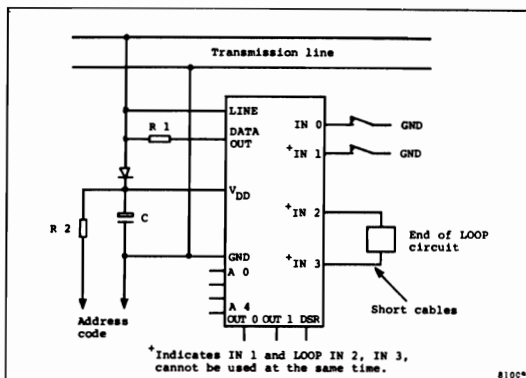 Transmission line
LINE
R 1
DATA
OUT
IN 0
GND
+IN 1
GND
VDD
R 2
C
+IN 2
End of LOOP
circuit
GND
+IN 3
A 0
Short cables
A 4
Address
code
OUT 0 OUT 1 DSR
+Indicates IN 1 and LOOP IN 2, IN 3,
cannot be used at the same time.
81009